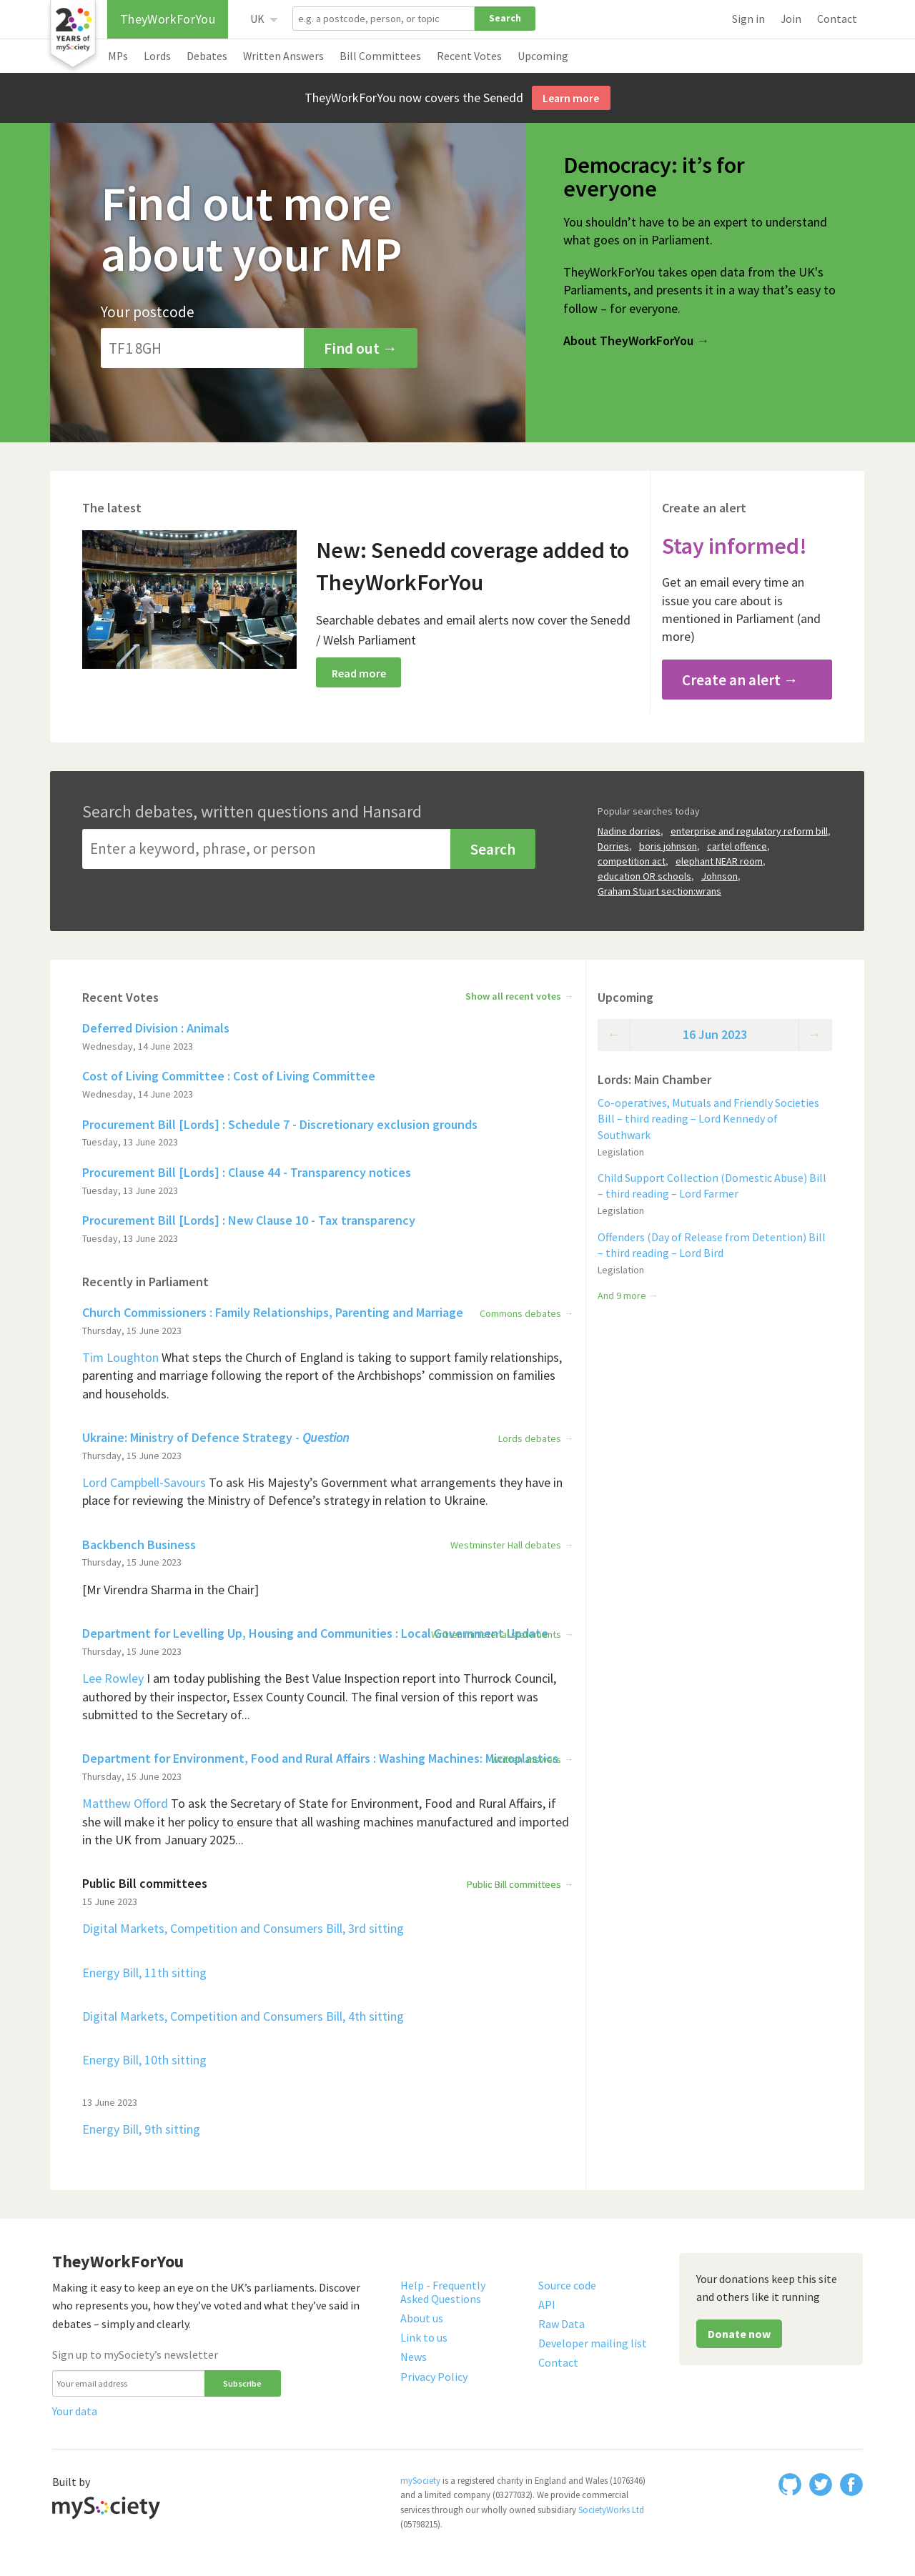 20
YEARS of
mySociety
TheyWorkForYou
UK
e.g. a postcode, person, or topic
Search
Sign in
Join
Contact
MPs
Lords
Debates
Written Answers
Bill Committees
Recent Votes
Upcoming
TheyWorkForYou now covers the Senedd
Learn more
Find out more
about your MP
Your postcode
TF1 8GH
Find out →
Democracy: it’s for
everyone
You shouldn’t have to be an expert to understand
what goes on in Parliament.
TheyWorkForYou takes open data from the UK's
Parliaments, and presents it in a way that’s easy to
follow – for everyone.
About TheyWorkForYou →
The latest
New: Senedd coverage added to
TheyWorkForYou
Searchable debates and email alerts now cover the Senedd
/ Welsh Parliament
Read more
Create an alert
Stay informed!
Get an email every time an
issue you care about is
mentioned in Parliament (and
more)
Create an alert →
Search debates, written questions and Hansard
Enter a keyword, phrase, or person
Search
Popular searches today
Nadine dorries, enterprise and regulatory reform bill,
Dorries, boris johnson, cartel offence,
competition act, elephant NEAR room,
education OR schools, Johnson,
Graham Stuart section:wrans
Recent Votes
Show all recent votes →
Deferred Division : Animals
Wednesday, 14 June 2023
Cost of Living Committee : Cost of Living Committee
Wednesday, 14 June 2023
Procurement Bill [Lords] : Schedule 7 - Discretionary exclusion grounds
Tuesday, 13 June 2023
Procurement Bill [Lords] : Clause 44 - Transparency notices
Tuesday, 13 June 2023
Procurement Bill [Lords] : New Clause 10 - Tax transparency
Tuesday, 13 June 2023
Recently in Parliament
Church Commissioners : Family Relationships, Parenting and Marriage
Commons debates →
Thursday, 15 June 2023
Tim Loughton What steps the Church of England is taking to support family relationships,
parenting and marriage following the report of the Archbishops’ commission on families
and households.
Ukraine: Ministry of Defence Strategy - Question
Lords debates →
Thursday, 15 June 2023
Lord Campbell-Savours To ask His Majesty’s Government what arrangements they have in
place for reviewing the Ministry of Defence’s strategy in relation to Ukraine.
Backbench Business
Westminster Hall debates →
Thursday, 15 June 2023
[Mr Virendra Sharma in the Chair]
Department for Levelling Up, Housing and Communities : Local Government Update
→
Thursday, 15 June 2023
Lee Rowley I am today publishing the Best Value Inspection report into Thurrock Council,
authored by their inspector, Essex County Council. The final version of this report was
submitted to the Secretary of...
Department for Environment, Food and Rural Affairs : Washing Machines: Microplastics
→
Thursday, 15 June 2023
Matthew Offord To ask the Secretary of State for Environment, Food and Rural Affairs, if
she will make it her policy to ensure that all washing machines manufactured and imported
in the UK from January 2025...
Public Bill committees
Public Bill committees →
15 June 2023
Digital Markets, Competition and Consumers Bill, 3rd sitting
Energy Bill, 11th sitting
Digital Markets, Competition and Consumers Bill, 4th sitting
Energy Bill, 10th sitting
13 June 2023
Energy Bill, 9th sitting
Upcoming
← 16 Jun 2023 →
Lords: Main Chamber
Co-operatives, Mutuals and Friendly Societies
Bill – third reading – Lord Kennedy of
Southwark
Legislation
Child Support Collection (Domestic Abuse) Bill
– third reading – Lord Farmer
Legislation
Offenders (Day of Release from Detention) Bill
– third reading – Lord Bird
Legislation
And 9 more →
TheyWorkForYou
Making it easy to keep an eye on the UK’s parliaments. Discover
who represents you, how they’ve voted and what they’ve said in
debates – simply and clearly.
Sign up to mySociety’s newsletter
Your email address
Subscribe
Your data
Help - Frequently
Asked Questions
About us
Link to us
News
Privacy Policy
Source code
API
Raw Data
Developer mailing list
Contact
Your donations keep this site
and others like it running
Donate now
Built by
mySociety
mySociety is a registered charity in England and Wales (1076346)
and a limited company (03277032). We provide commercial
services through our wholly owned subsidiary SocietyWorks Ltd
(05798215).